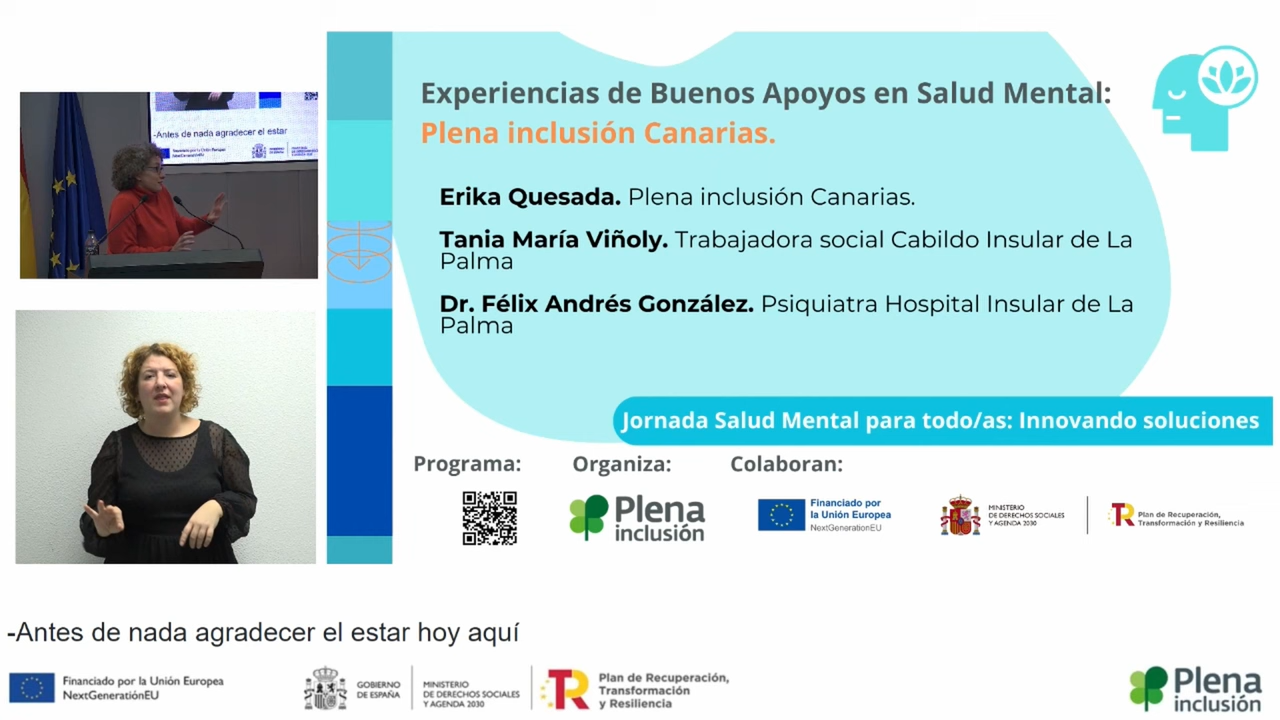 -Antes de nada agradecer el estar
Experiencias de Buenos Apoyos en Salud Mental:
Plena inclusión Canarias.
Erika Quesada. Plena inclusión Canarias.
Tania María Viñoly. Trabajadora social Cabildo Insular de La
Palma
Dr. Félix Andrés González. Psiquiatra Hospital Insular de La
Palma
Jornada Salud Mental para todo/as: Innovando soluciones
Programa:
Organiza:
Colaboran:
Plena
inclusión
Financiado por
la Unión Europea
NextGenerationEU
MINISTERIO
DE DERECHOS SOCIALES
Y AGENDA 2030
Plan de Recuperación,
Transformación y Resiliencia
-Antes de nada agradecer el estar hoy aquí
Financiado por la Unión Europea
NextGenerationEU
GOBIERNO
DE ESPAÑA
MINISTERIO
DE DERECHOS SOCIALES
Y AGENDA 2030
Plan de Recuperación,
Transformación
y Resiliencia
Plena
inclusión